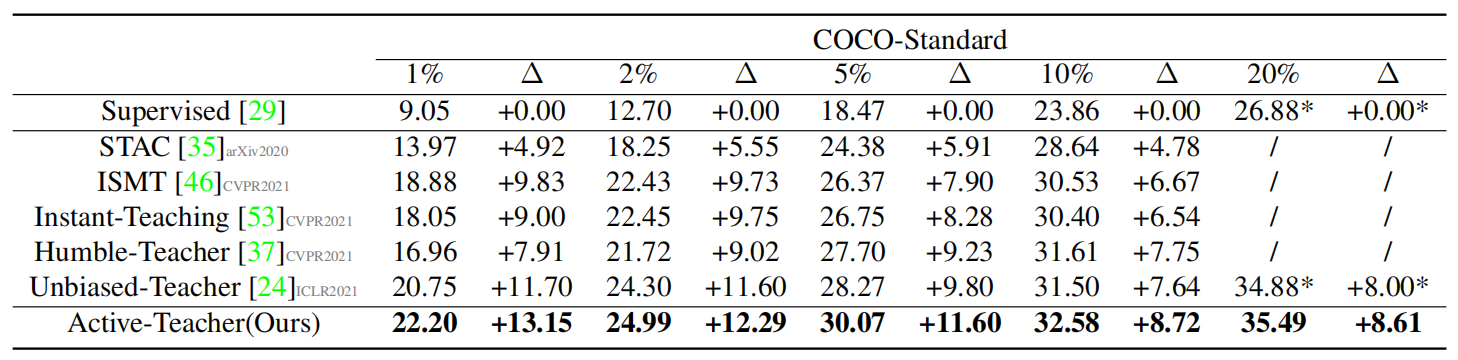 COCO-Standard
1% Δ 2% Δ 5% Δ 10% Δ 20% Δ
Supervised [29] 9.05 +0.00 12.70 +0.00 18.47 +0.00 23.86 +0.00 26.88* +0.00*
STAC [35]arXiv2020 13.97 +4.92 18.25 +5.55 24.38 +5.91 28.64 +4.78 / /
ISMT [46]CVPR2021 18.88 +9.83 22.43 +9.73 26.37 +7.90 30.53 +6.67 / /
Instant-Teaching [53]CVPR2021 18.05 +9.00 22.45 +9.75 26.75 +8.28 30.40 +6.54 / /
Humble-Teacher [37]CVPR2021 16.96 +7.91 21.72 +9.02 27.70 +9.23 31.61 +7.75 / /
Unbiased-Teacher [24]ICLR2021 20.75 +11.70 24.30 +11.60 28.27 +9.80 31.50 +7.64 34.88* +8.00*
Active-Teacher(Ours) 22.20 +13.15 24.99 +12.29 30.07 +11.60 32.58 +8.72 35.49 +8.61